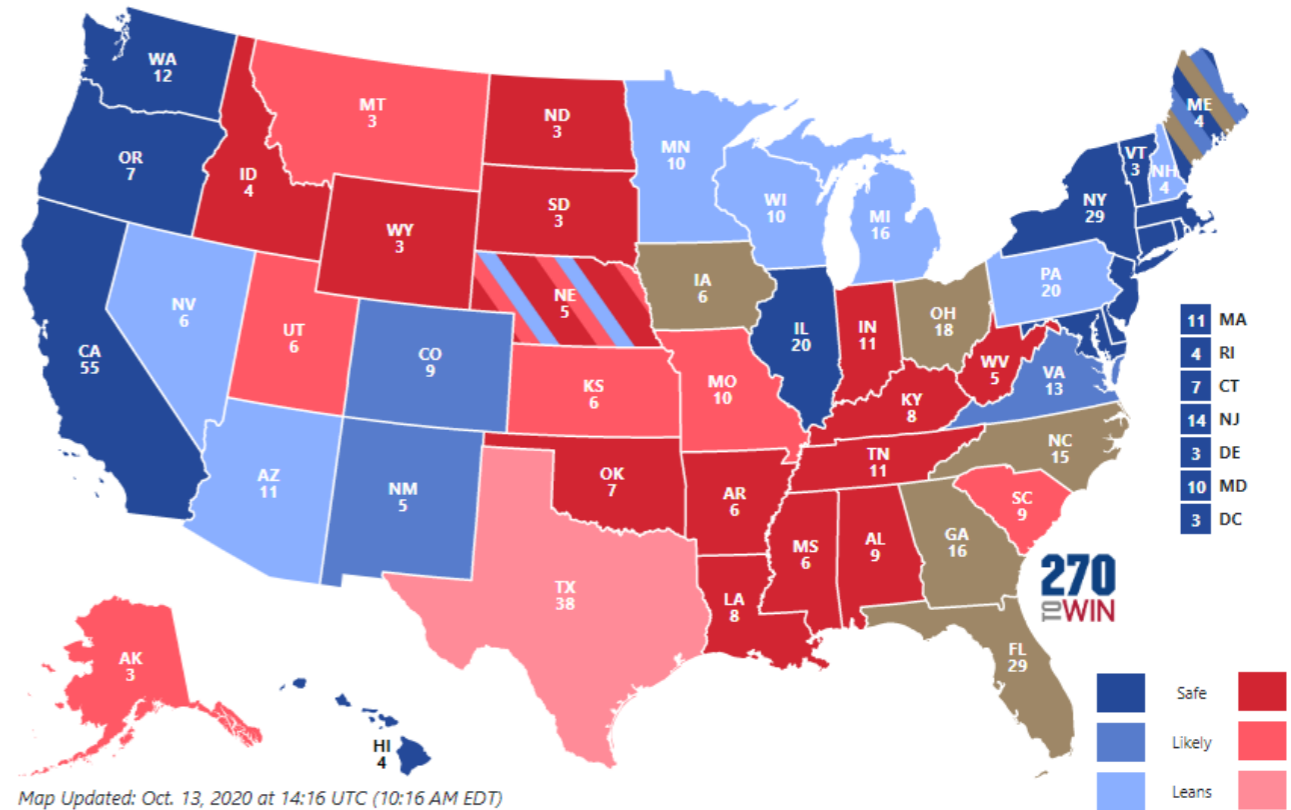 WA
12
OR
7
CA
55
NV
6
ID
4
MT
3
WY
3
UT
6
AZ
11
CO
9
NM
5
ND
3
SD
3
NE
5
KS
6
OK
7
TX
38
MN
10
IA
6
MO
10
AR
6
LA
8
WI
10
IL
20
MI
16
IN
11
OH
18
KY
8
TN
11
MS
6
AL
9
GA
16
FL
29
SC
9
NC
15
VA
13
WV
5
PA
20
NY
29
VT
3
NH
4
ME
4
AK
3
HI
4
11 MA
4 RI
7 CT
14 NJ
3 DE
10 MD
3 DC
270
TO WIN
Safe
Likely
Leans
Map Updated: Oct. 13, 2020 at 14:16 UTC (10:16 AM EDT)